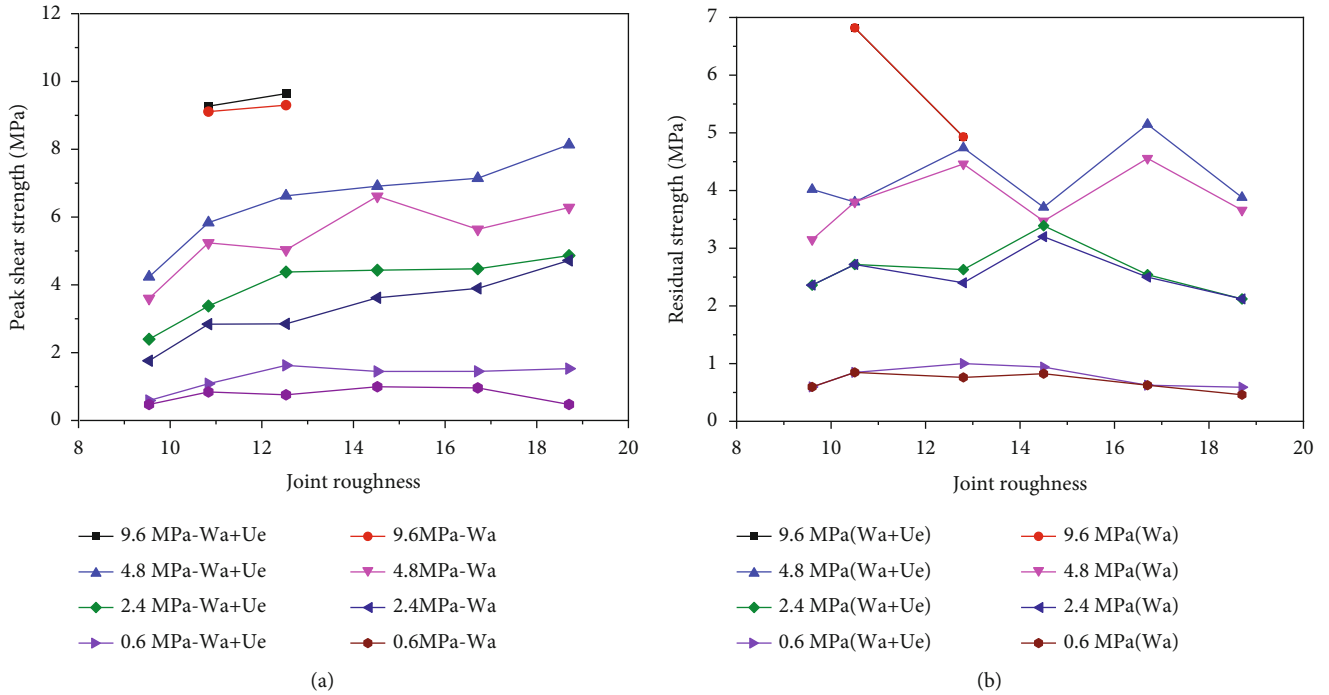 12
10
8
6
4
2
0
Peak shear strength (MPa)
8 10 12 14 16 18 20
Joint roughness
9.6 MPa-Wa+Ue 9.6MPa-Wa
4.8 MPa-Wa+Ue 4.8MPa-Wa
2.4 MPa-Wa+Ue 2.4MPa-Wa
0.6 MPa-Wa+Ue 0.6MPa-Wa
(a)
7
6
5
4
3
2
1
0
Residual strength (MPa)
8 10 12 14 16 18 20
Joint roughness
9.6 MPa(Wa+Ue) 9.6 MPa(Wa)
4.8 MPa(Wa+Ue) 4.8 MPa(Wa)
2.4 MPa(Wa+Ue) 2.4 MPa(Wa)
0.6 MPa(Wa+Ue) 0.6 MPa(Wa)
(b)